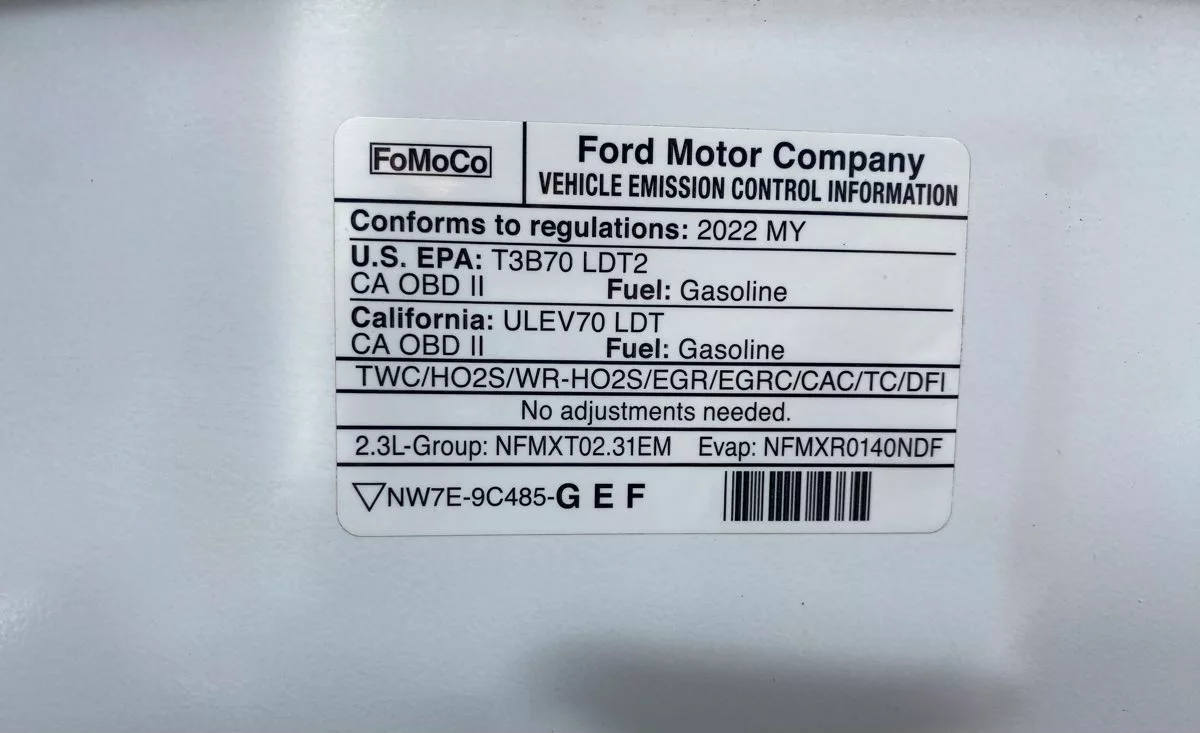 FoMoCo
Ford Motor Company
VEHICLE EMISSION CONTROL INFORMATION
Conforms to regulations: 2022 MY
U.S. EPA: T3B70 LDT2
CA OBD II Fuel: Gasoline
California: ULEV70 LDT
CA OBD II Fuel: Gasoline
TWC/HO2S/WR-HO2S/EGR/EGRC/CAC/TC/DFI
No adjustments needed.
2.3L-Group: NFMXT02.31EM Evap: NFMXR0140NDF
NW7E-9C485-G E F